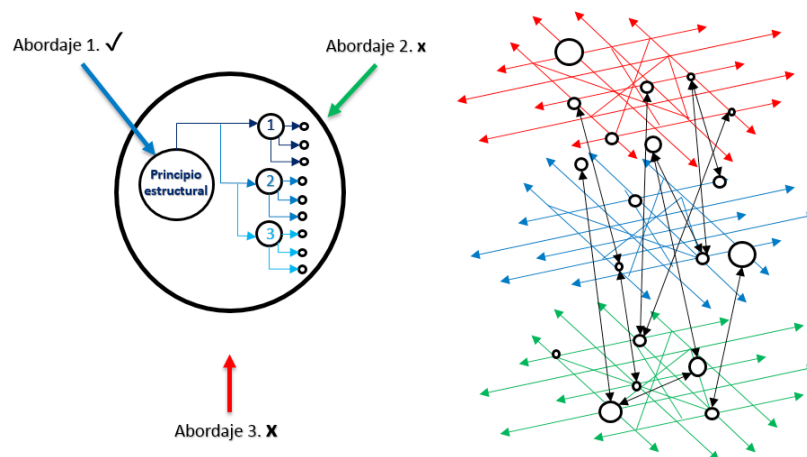 Abordaje 1. ✓
Abordaje 2. x
Principio
estructural
1
2
3
Abordaje 3. X